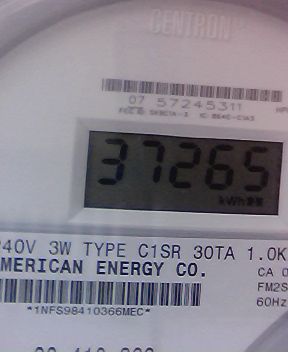 CENTRON
07 57245311
37265
kWh
240V 3W TYPE C1SR 30TA 1.0K
MERICAN ENERGY CO.
CA 0
FM2S
60Hz
*1NFS98410366MEC*